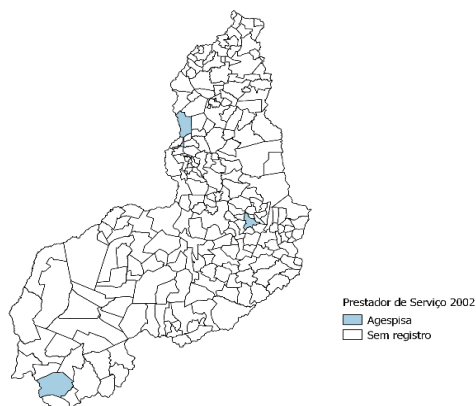 Prestador de Serviço 2002
Agespisa
Sem registro